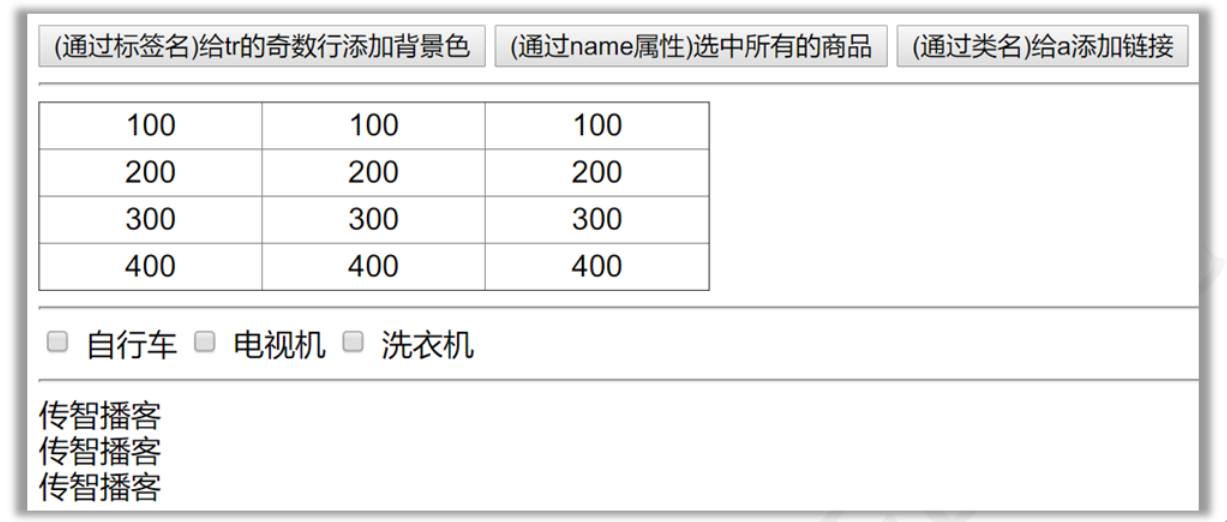 (通过标签名)给tr的奇数行添加背景色 (通过name属性)选中所有的商品 (通过类名)给a添加链接
100 100 100
200 200 200
300 300 300
400 400 400
自行车 电视机 洗衣机
传智播客
传智播客
传智播客